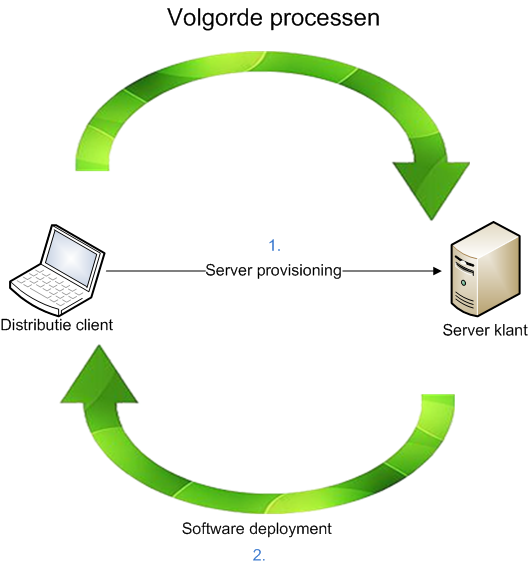 Volgorde processen
1.
Server provisioning
Distributie client
Server klant
Software deployment
2.